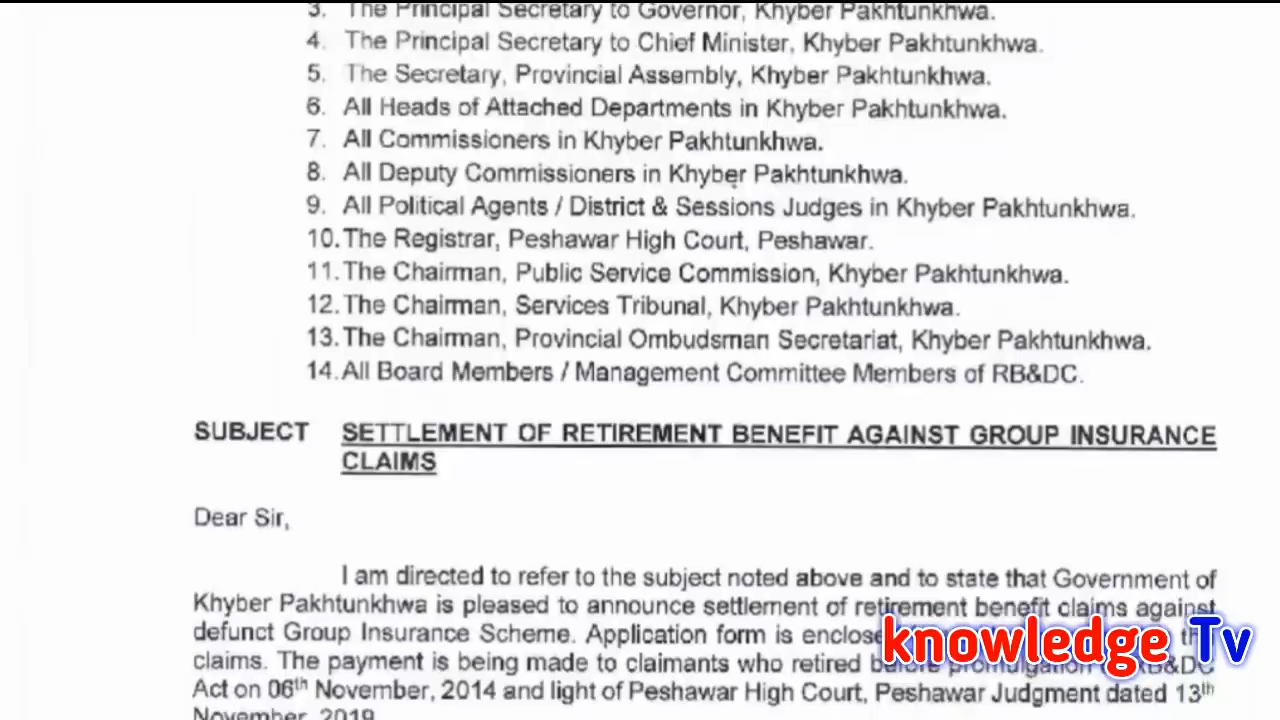 3. The Principal Secretary to Governor, Khyber Pakhtunkhwa.
4. The Principal Secretary to Chief Minister, Khyber Pakhtunkhwa.
5. The Secretary, Provincial Assembly, Khyber Pakhtunkhwa.
6. All Heads of Attached Departments in Khyber Pakhtunkhwa.
7. All Commissioners in Khyber Pakhtunkhwa.
8. All Deputy Commissioners in Khyber Pakhtunkhwa.
9. All Political Agents / District & Sessions Judges in Khyber Pakhtunkhwa.
10. The Registrar, Peshawar High Court, Peshawar.
11. The Chairman, Public Service Commission, Khyber Pakhtunkhwa.
12. The Chairman, Services Tribunal, Khyber Pakhtunkhwa.
13. The Chairman, Provincial Ombudsman Secretariat, Khyber Pakhtunkhwa.
14. All Board Members / Management Committee Members of RB&DC.
SUBJECT SETTLEMENT OF RETIREMENT BENEFIT AGAINST GROUP INSURANCE
CLAIMS
Dear Sir,
I am directed to refer to the subject noted above and to state that Government of
Khyber Pakhtunkhwa is pleased to announce settlement of retirement benefit claims against
defunct Group Insurance Scheme. Application form is
claims. The payment is being made to claimants who retired
Act on 06th November, 2014 and light of Peshawar High Court, Peshawar Judgment dated 13th
November, 2019
knowledge Tv